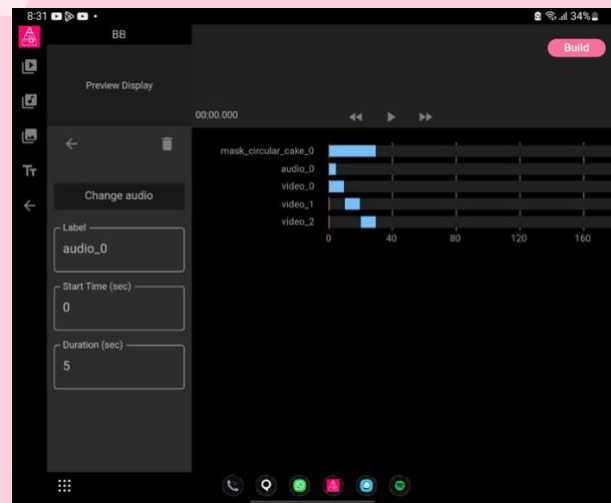 8:31
34%
BB
Build
Preview Display
00:00.000
Change audio
Label
audio_0
Start Time (sec)
0
Duration (sec)
5
mask_circular_cake_0
audio_0
video_0
video_1
video_2
0 40 80 120 160
Tт